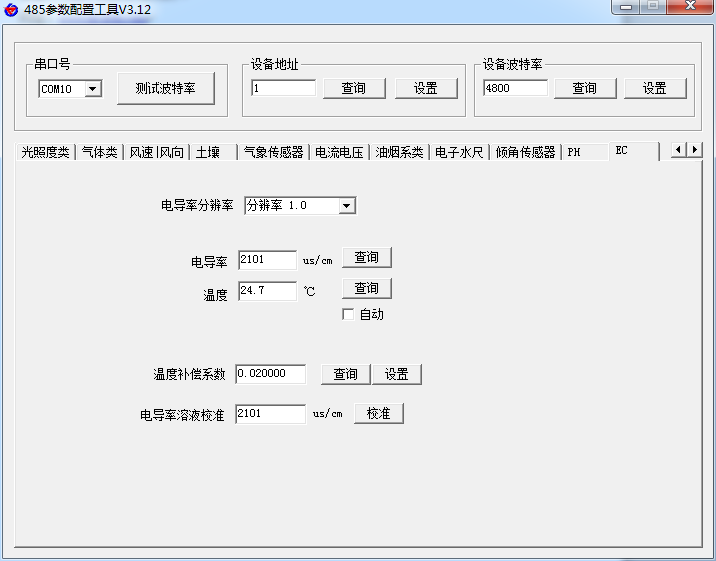 485参数配置工具V3.12
串口号
COM10 测试波特率
设备地址
1 查询 设置
设备波特率
4800 查询 设置
光照度类 气体类 风速|风向 土壤 气象传感器 电流电压 油烟系类 电子水尺 倾角传感器 PH EC
电导率分辨率 分辨率 1.0
电导率 2101 us/cm 查询
温度 24.7 ℃ 查询
自动
温度补偿系数 0.020000 查询 设置
电导率溶液校准 2101 us/cm 校准